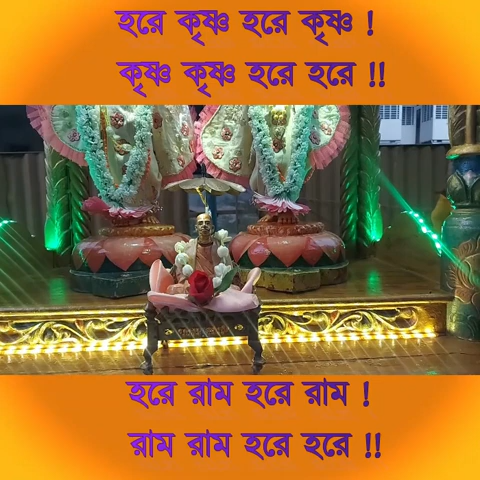 হরে কৃষ্ণ হরে কৃষ্ণ !
কৃষ্ণ কৃষ্ণ হরে হরে !!
হরে রাম হরে রাম !
রাম রাম হরে হরে !!